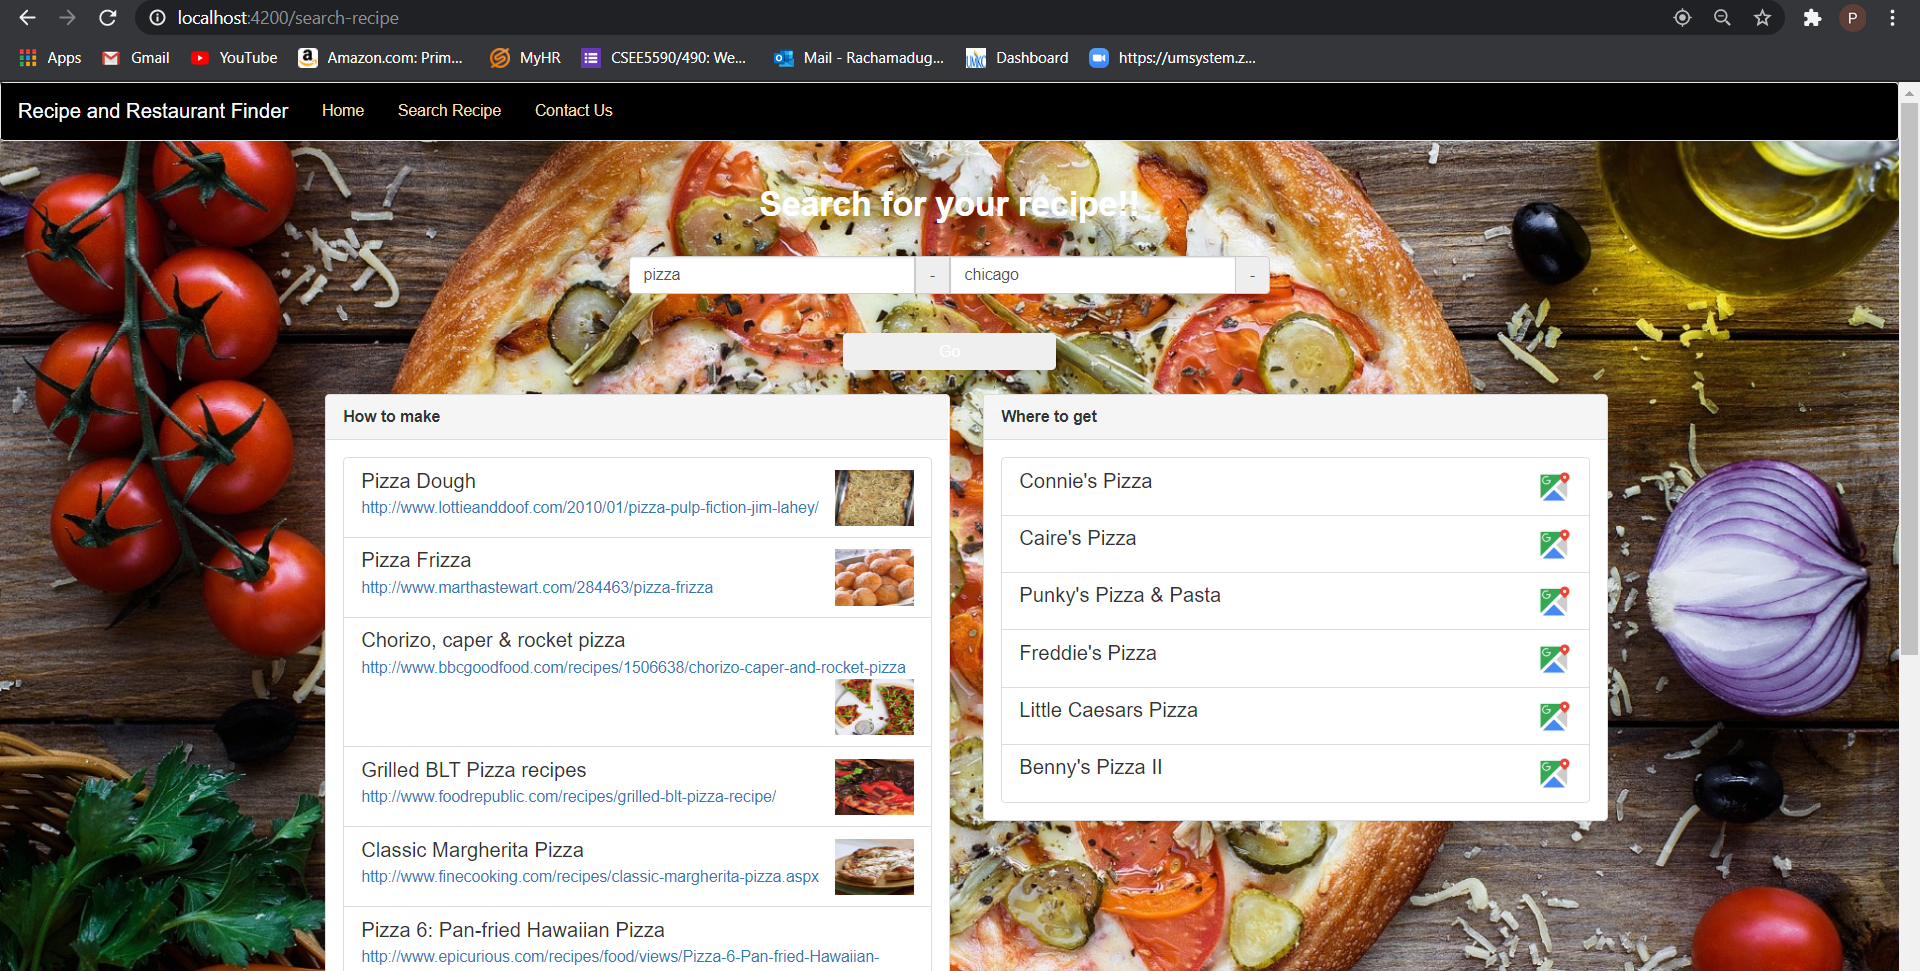 localhost:4200/search-recipe
Apps
Gmail
YouTube
Amazon.com: Prim...
MyHR
CSEE5590/490: We...
Mail - Rachamadug...
Dashboard
https://umsystem.z...
P
Recipe and Restaurant Finder
Home
Search Recipe
Contact Us
Search for your recipe!!
pizza - chicago -
Go
How to make
Pizza Dough
http://www.lottieanddoof.com/2010/01/pizza-pulp-fiction-jim-lahey/
Pizza Frizza
http://www.marthastewart.com/284463/pizza-frizza
Chorizo, caper & rocket pizza
http://www.bbcgoodfood.com/recipes/1506638/chorizo-caper-and-rocket-pizza
Grilled BLT Pizza recipes
http://www.foodrepublic.com/recipes/grilled-blt-pizza-recipe/
Classic Margherita Pizza
http://www.finecooking.com/recipes/classic-margherita-pizza.aspx
Pizza 6: Pan-fried Hawaiian Pizza
http://www.epicurious.com/recipes/food/views/Pizza-6-Pan-fried-Hawaiian-
Where to get
Connie's Pizza
Caire's Pizza
Punky's Pizza & Pasta
Freddie's Pizza
Little Caesars Pizza
Benny's Pizza II